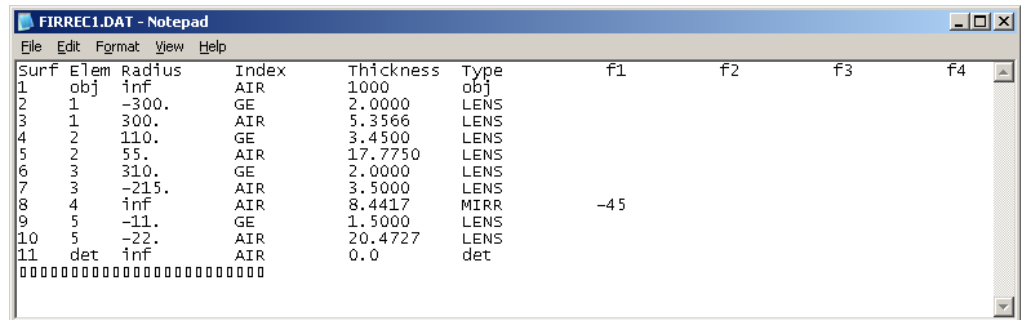 FIRREC1.DAT - Notepad
File Edit Format View Help
Surf Elem Radius Index Thickness Type f1 f2 f3 f4
1 obj inf AIR 1000 obj
2 1 -300. GE 2.0000 LENS
3 1 300. AIR 5.3566 LENS
4 2 110. GE 3.4500 LENS
5 2 55. AIR 17.7750 LENS
6 3 310. GE 2.0000 LENS
7 3 -215. AIR 3.5000 LENS
8 4 inf AIR 8.4417 MIRR -45
9 5 -11. GE 1.5000 LENS
10 5 -22. AIR 20.4727 LENS
11 det inf AIR 0.0 det